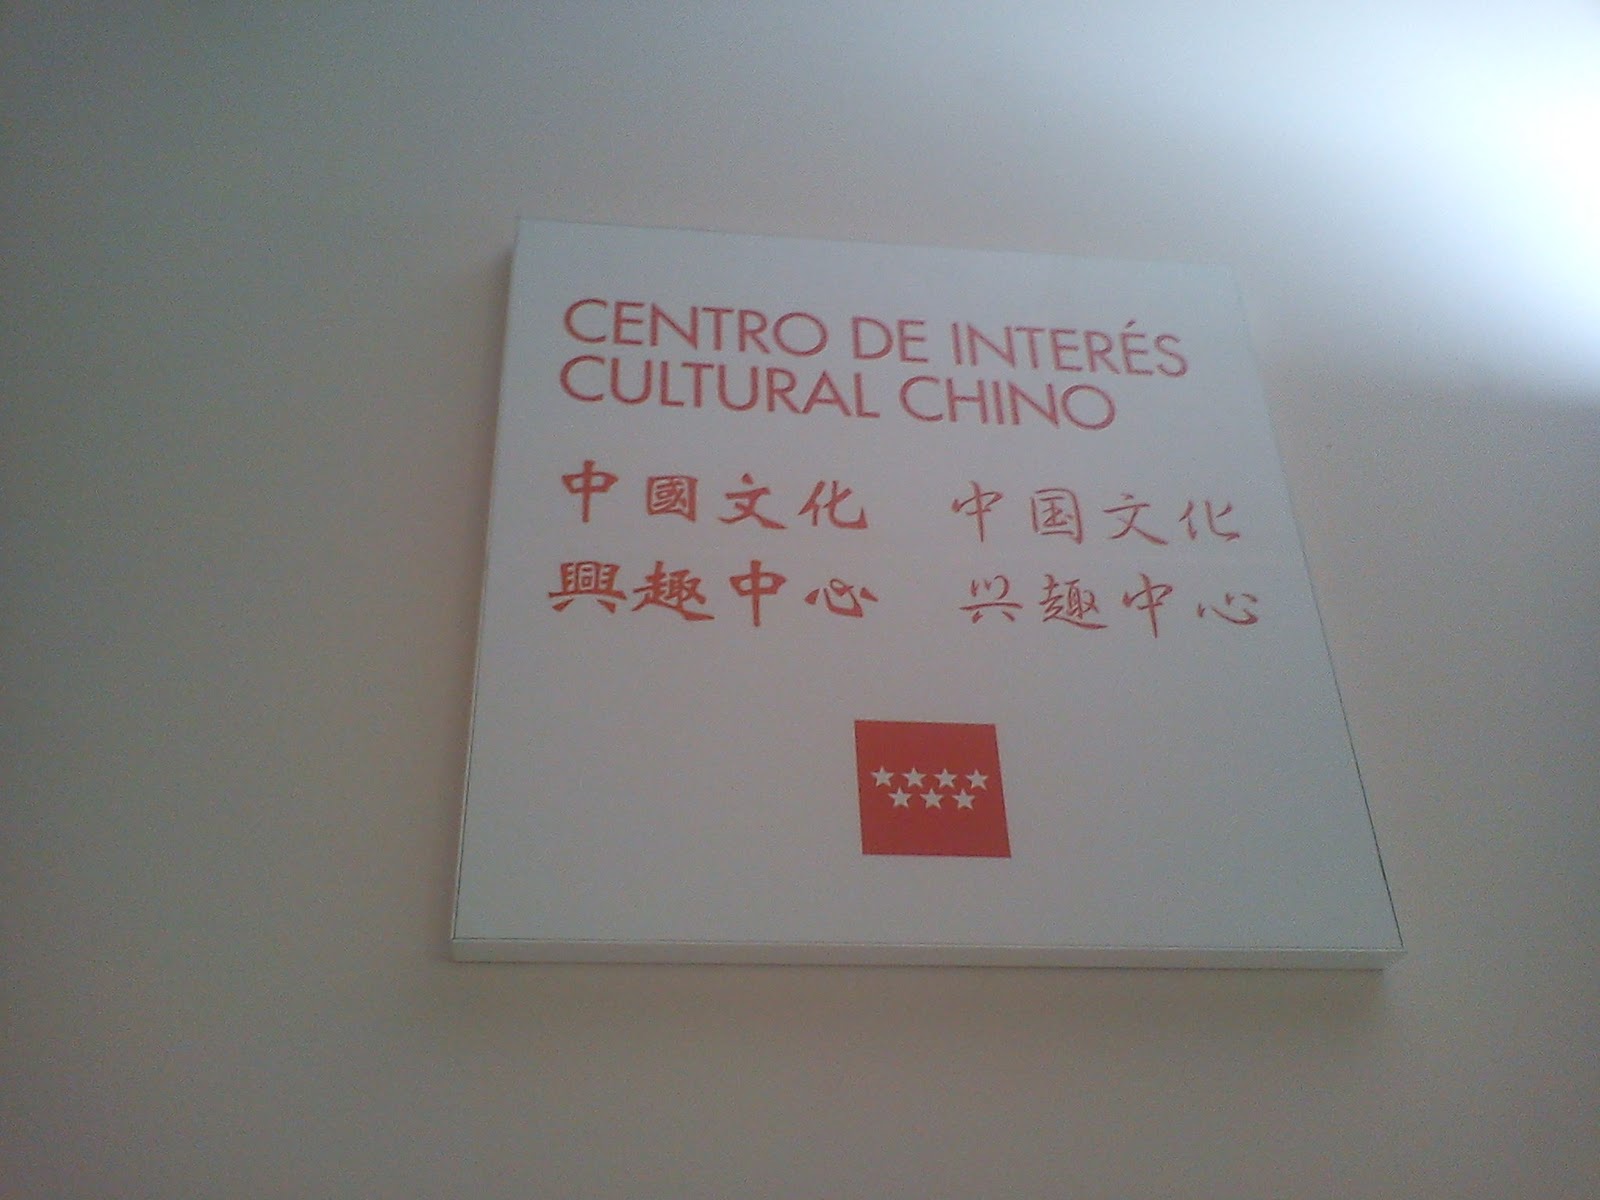 CENTRO DE INTERÉS
CULTURAL CHINO
中國文化
興趣中心
中国文化
兴趣中心